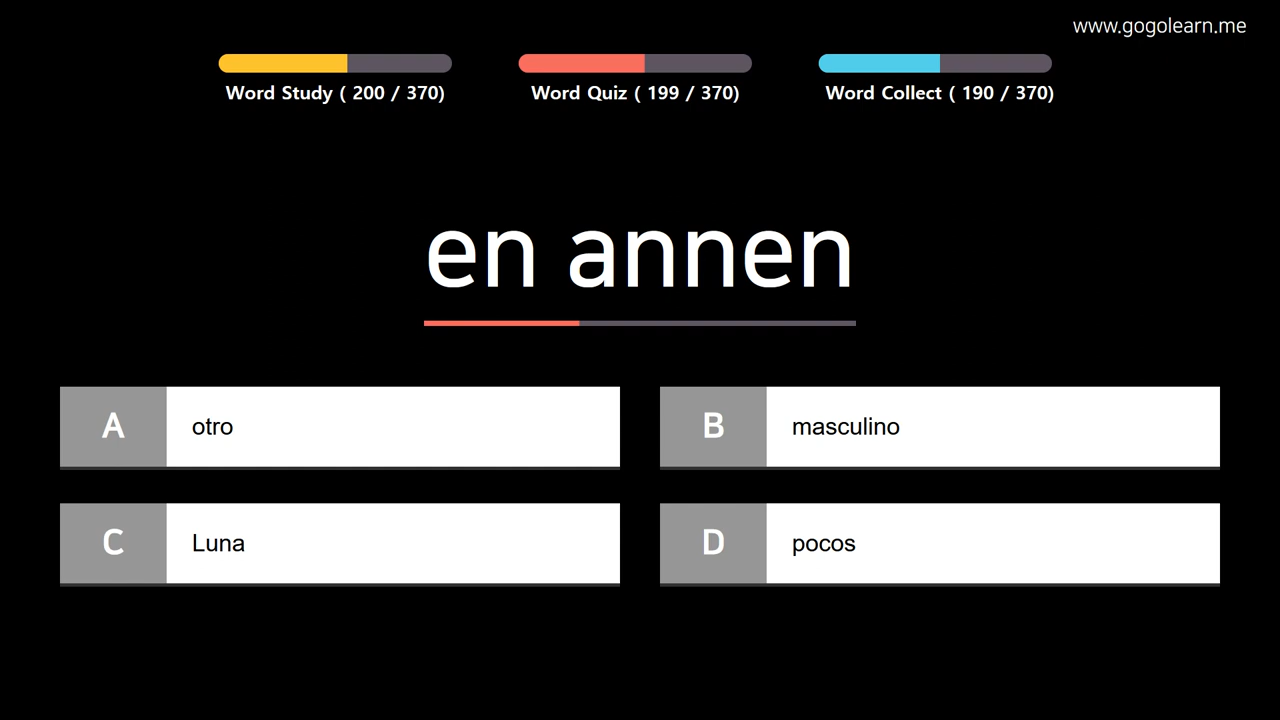 www.gogolearn.me
Word Study ( 200 / 370)
Word Quiz ( 199 / 370)
Word Collect ( 190 / 370)
en annen
A
otro
B
masculino
C
Luna
D
pocos